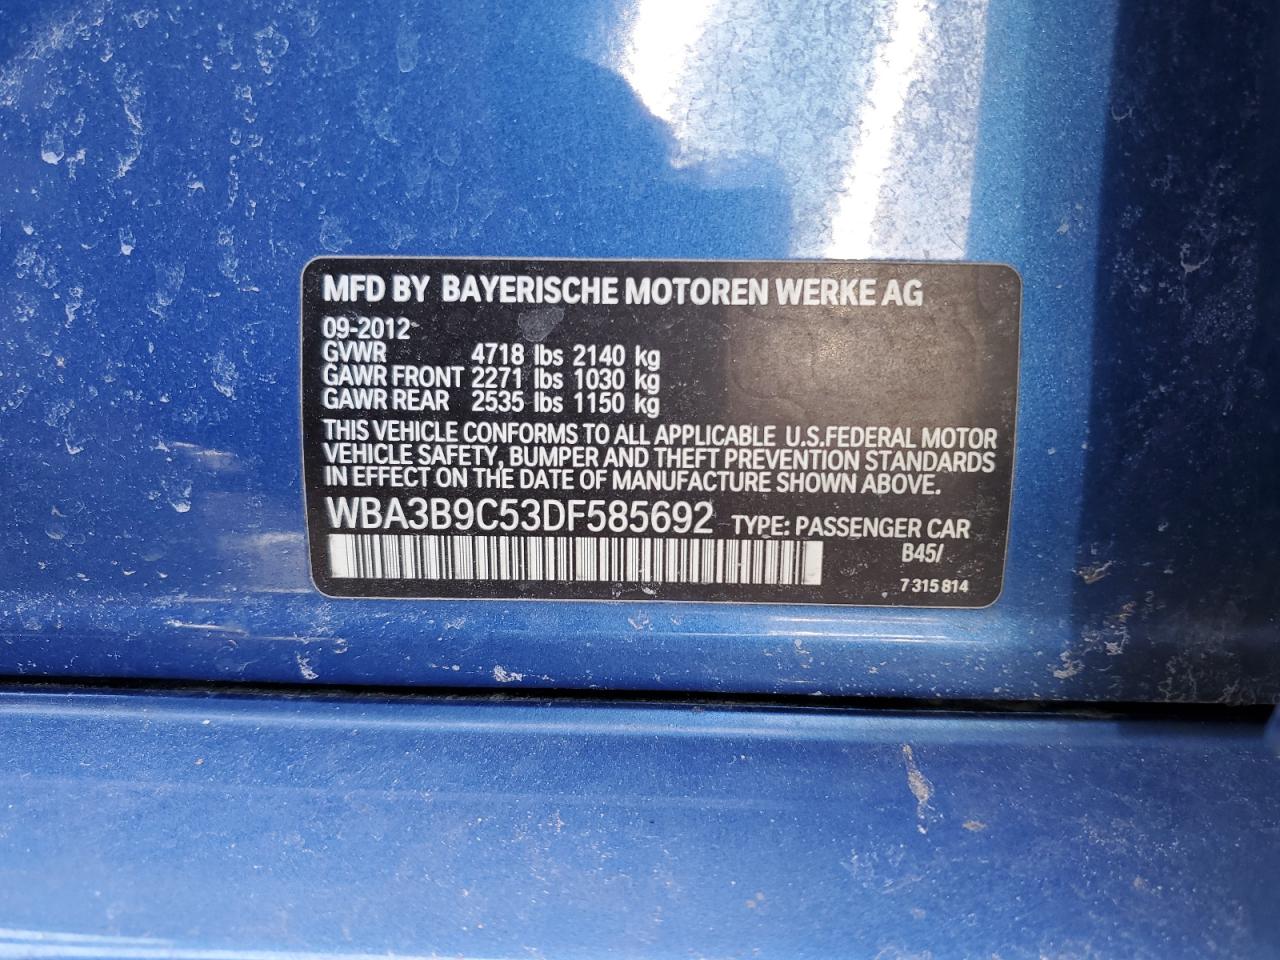 MFD BY BAYERISCHE MOTOREN WERKE AG
09-2012
GVWR 4718 lbs 2140 kg
GAWR FRONT 2271 lbs 1030 kg
GAWR REAR 2535 lbs 1150 kg
THIS VEHICLE CONFORMS TO ALL APPLICABLE U.S.FEDERAL MOTOR
VEHICLE SAFETY, BUMPER AND THEFT PREVENTION STANDARDS
IN EFFECT ON THE DATE OF MANUFACTURE SHOWN ABOVE.
WBA3B9C53DF585692 TYPE: PASSENGER CAR
B45/
7 315 814